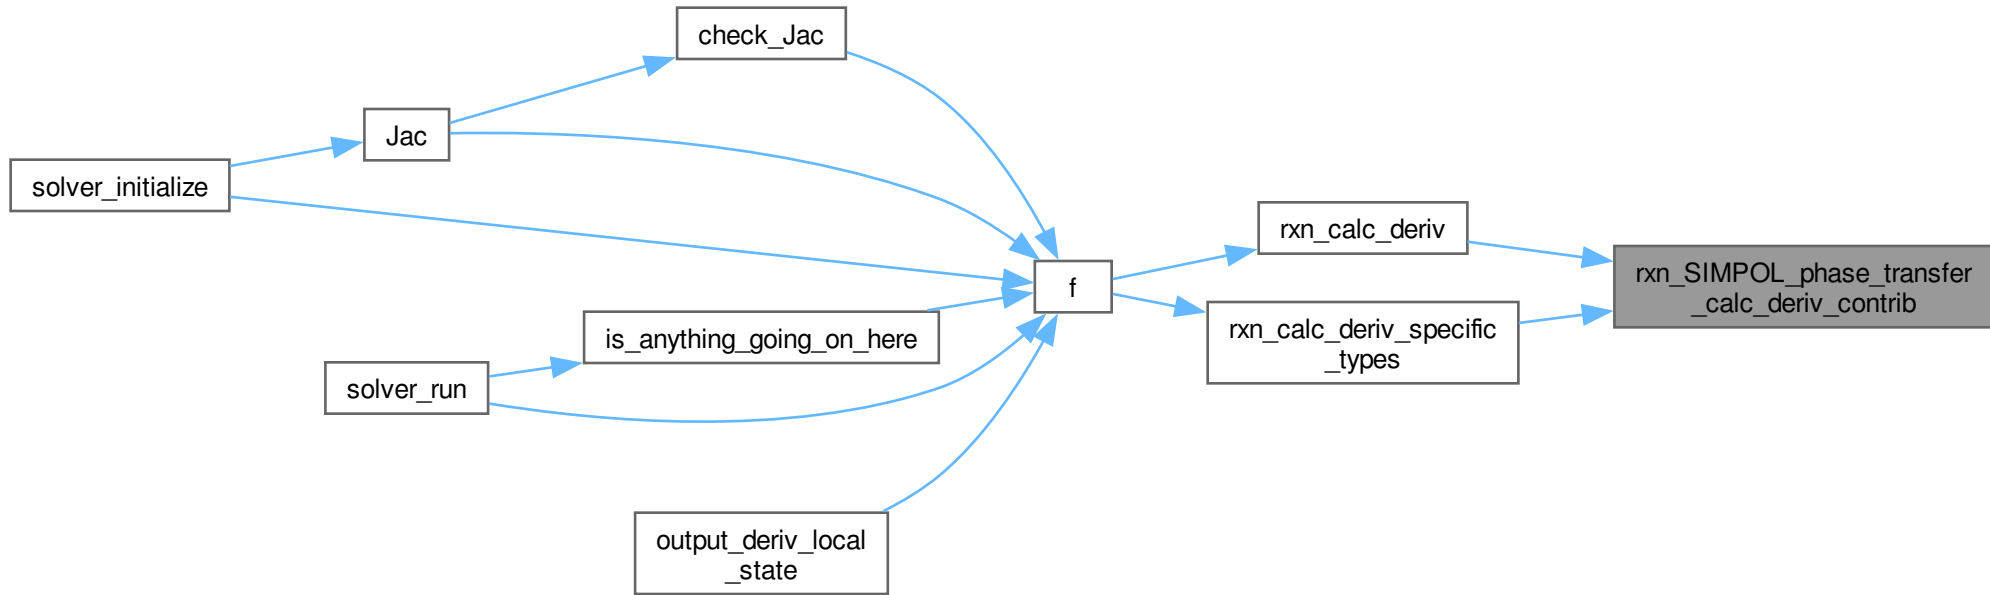 check_Jac
Jac
solver_initialize
rxn_calc_deriv
rxn_SIMPOL_phase_transfer
_calc_deriv_contrib
f
is_anything_going_on_here
rxn_calc_deriv_specific
_types
solver_run
output_deriv_local
_state